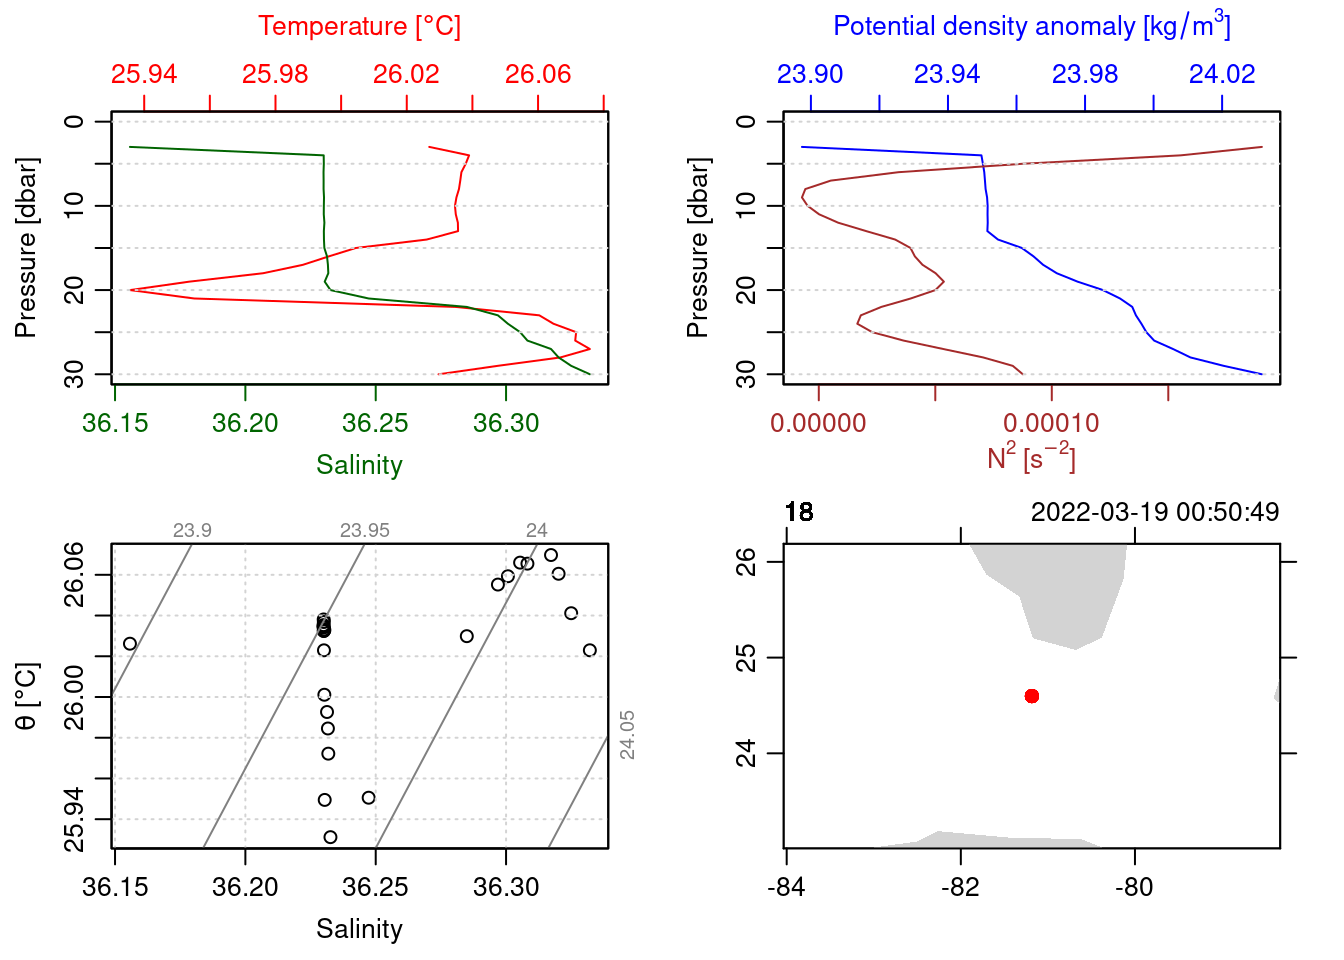 Temperature [°C]
25.94 25.98 26.02 26.06
Pressure [dbar]
0 10 20 30
36.15 36.20 36.25 36.30
Salinity
Potential density anomaly [kg/m³]
23.90 23.94 23.98 24.02
Pressure [dbar]
0 10 20 30
0.00000 0.00010
N² [s⁻²]
23.9 23.95 24
24.05
θ [°C]
25.94 26.00 26.06
36.15 36.20 36.25 36.30
Salinity
18 2022-03-19 00:50:49
26
25
24
-84 -82 -80